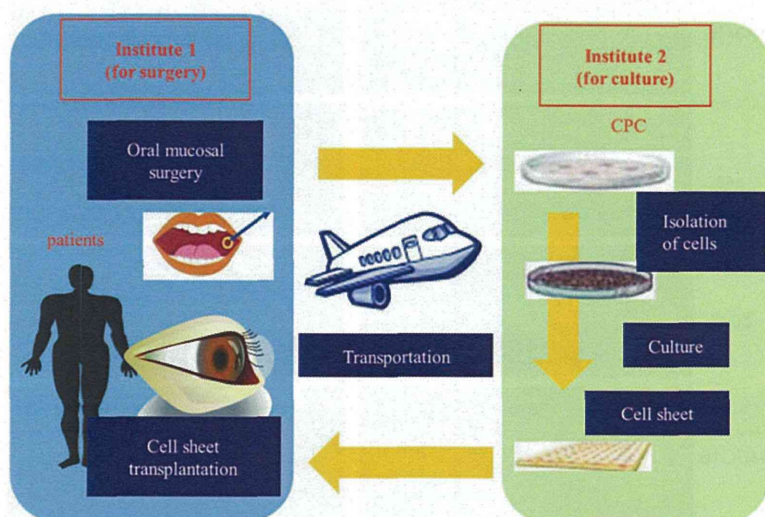 Institute 1
(for surgery)
Oral mucosal
surgery
patients
Cell sheet
transplantation
Transportation
Institute 2
(for culture)
CPC
Isolation
of cells
Culture
Cell sheet